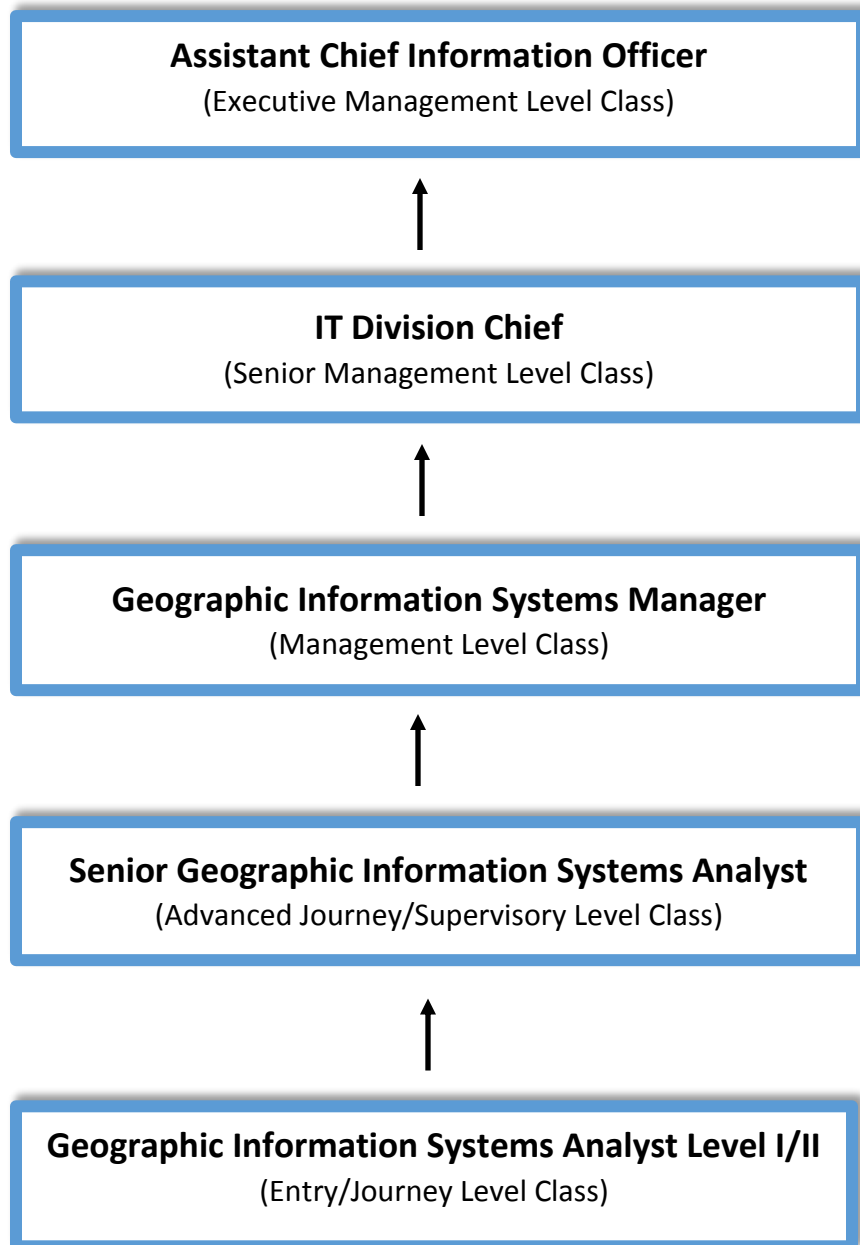 Assistant Chief Information Officer
(Executive Management Level Class)
IT Division Chief
(Senior Management Level Class)
Geographic Information Systems Manager
(Management Level Class)
Senior Geographic Information Systems Analyst
(Advanced Journey/Supervisory Level Class)
Geographic Information Systems Analyst Level I/II
(Entry/Journey Level Class)